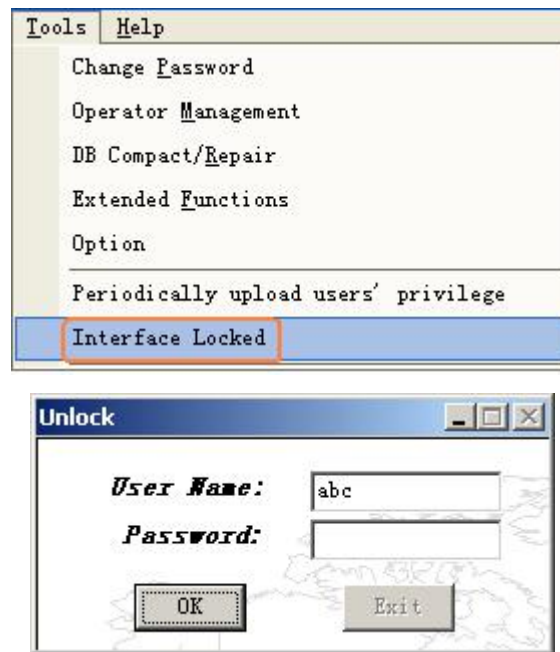 Tools Help
Change Password
Operator Management
DB Compact/Repair
Extended Functions
Option
Periodically upload users' privilege
Interface Locked
Unlock
User Name: abc
Password:
OK Exit